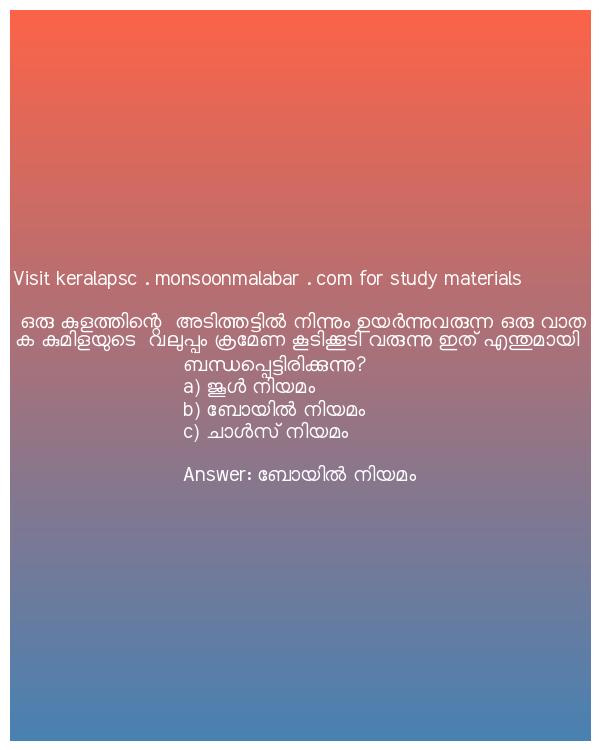 Visit keralapsc . monsoonmalabar . com for study materials
ഒരു കുളത്തിന്റെ  അടിത്തട്ടിൽ നിന്നും ഉയർന്നുവരുന്ന ഒരു വാത
ക കുമിളയുടെ  വലുപ്പം ക്രമേണ കൂടിക്കൂടി വരുന്നു ഇത് എന്തുമായി
ബന്ധപ്പെട്ടിരിക്കുന്നു?
a) ജൂൾ നിയമം
b) ബോയിൽ നിയമം
c) ചാൾസ് നിയമം
Answer: ബോയിൽ നിയമം